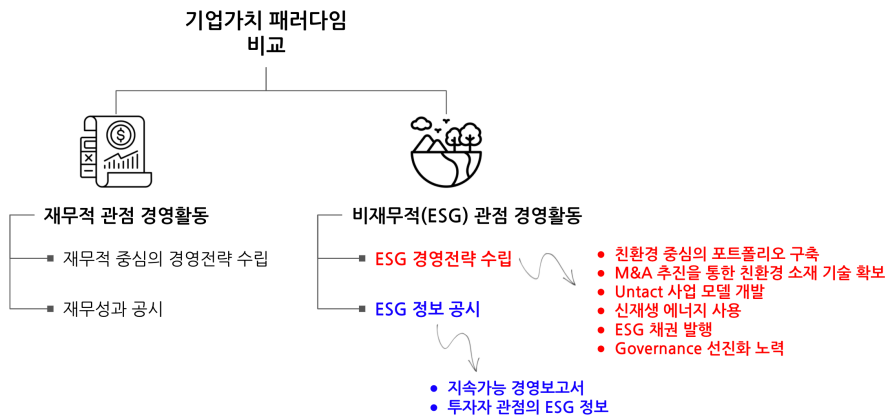 기업가치 패러다임
비교
재무적 관점 경영활동
재무적 중심의 경영전략 수립
재무성과 공시
비재무적(ESG) 관점 경영활동
ESG 경영전략 수립
ESG 정보 공시
친환경 중심의 포트폴리오 구축
M&A 추진을 통한 친환경 소재 기술 확보
Untact 사업 모델 개발
신재생 에너지 사용
ESG 채권 발행
Governance 선진화 노력
지속가능 경영보고서
투자자 관점의 ESG 정보